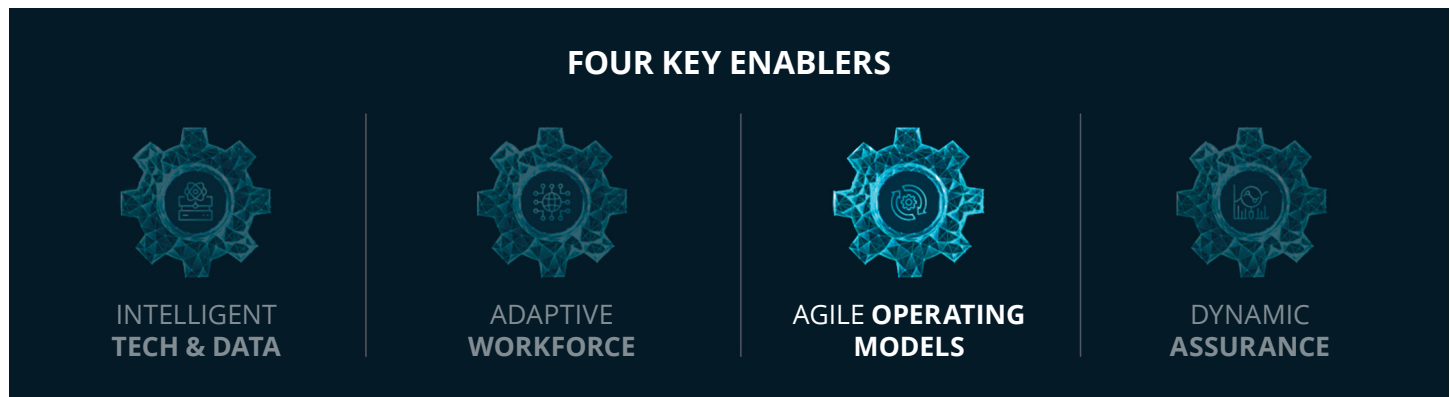 FOUR KEY ENABLERS
INTELLIGENT
TECH & DATA
ADAPTIVE
WORKFORCE
AGILE OPERATING
MODELS
DYNAMIC
ASSURANCE